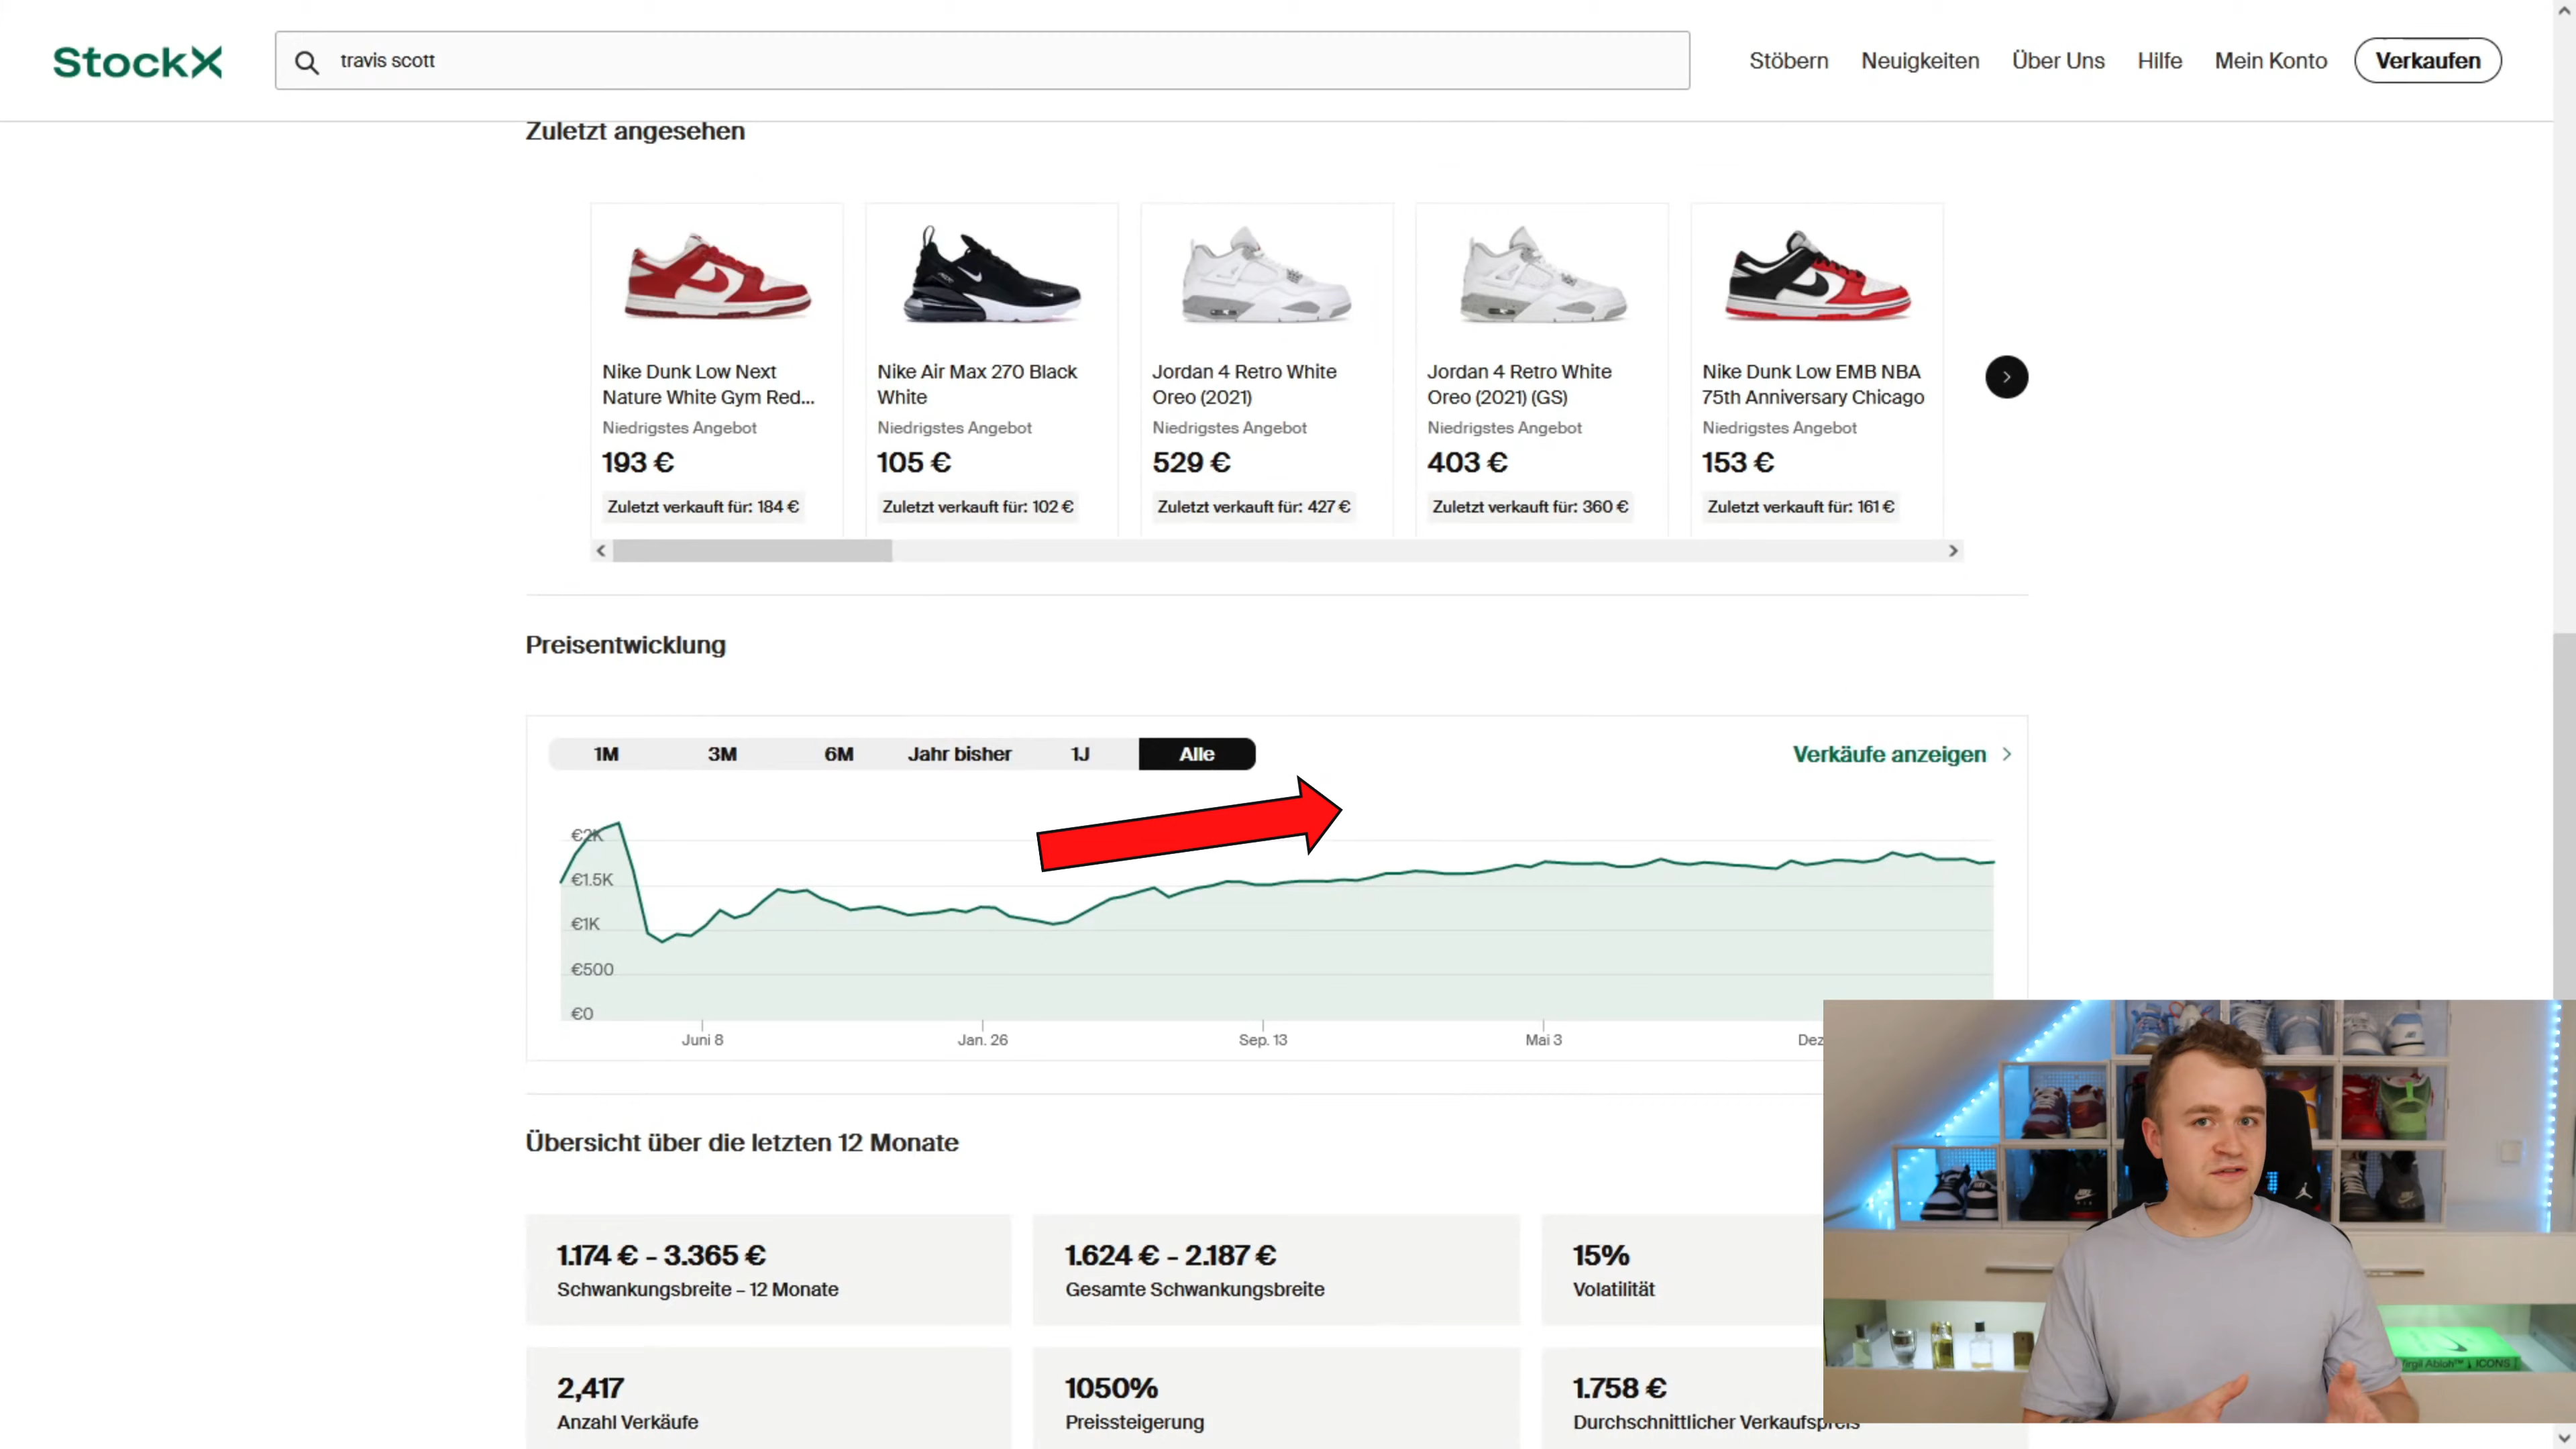 StockX
travis scott
Stöbern
Neuigkeiten
Über Uns
Hilfe
Mein Konto
Verkaufen
Zuletzt angesehen
Nike Dunk Low Next
Nature White Gym Red...
Niedrigstes Angebot
193 €
Zuletzt verkauft für: 184 €
Nike Air Max 270 Black
White
Niedrigstes Angebot
105 €
Zuletzt verkauft für: 102 €
Jordan 4 Retro White
Oreo (2021)
Niedrigstes Angebot
529 €
Zuletzt verkauft für: 427 €
Jordan 4 Retro White
Oreo (2021) (GS)
Niedrigstes Angebot
403 €
Zuletzt verkauft für: 360 €
Nike Dunk Low EMB NBA
75th Anniversary Chicago
Niedrigstes Angebot
153 €
Zuletzt verkauft für: 161 €
Preisentwicklung
1M
3M
6M
Jahr bisher
1J
Alle
Verkäufe anzeigen
€2K
€1.5K
€1K
€500
€0
Juni 8
Jan. 26
Sep. 13
Mai 3
Dez
Übersicht über die letzten 12 Monate
1.174 € - 3.365 €
Schwankungsbreite – 12 Monate
1.624 € - 2.187 €
Gesamte Schwankungsbreite
15%
Volatilität
2,417
Anzahl Verkäufe
1050%
Preissteigerung
1.758 €
Durchschnittlicher Verkaufspreis
Virgil Abloh™ ICONS